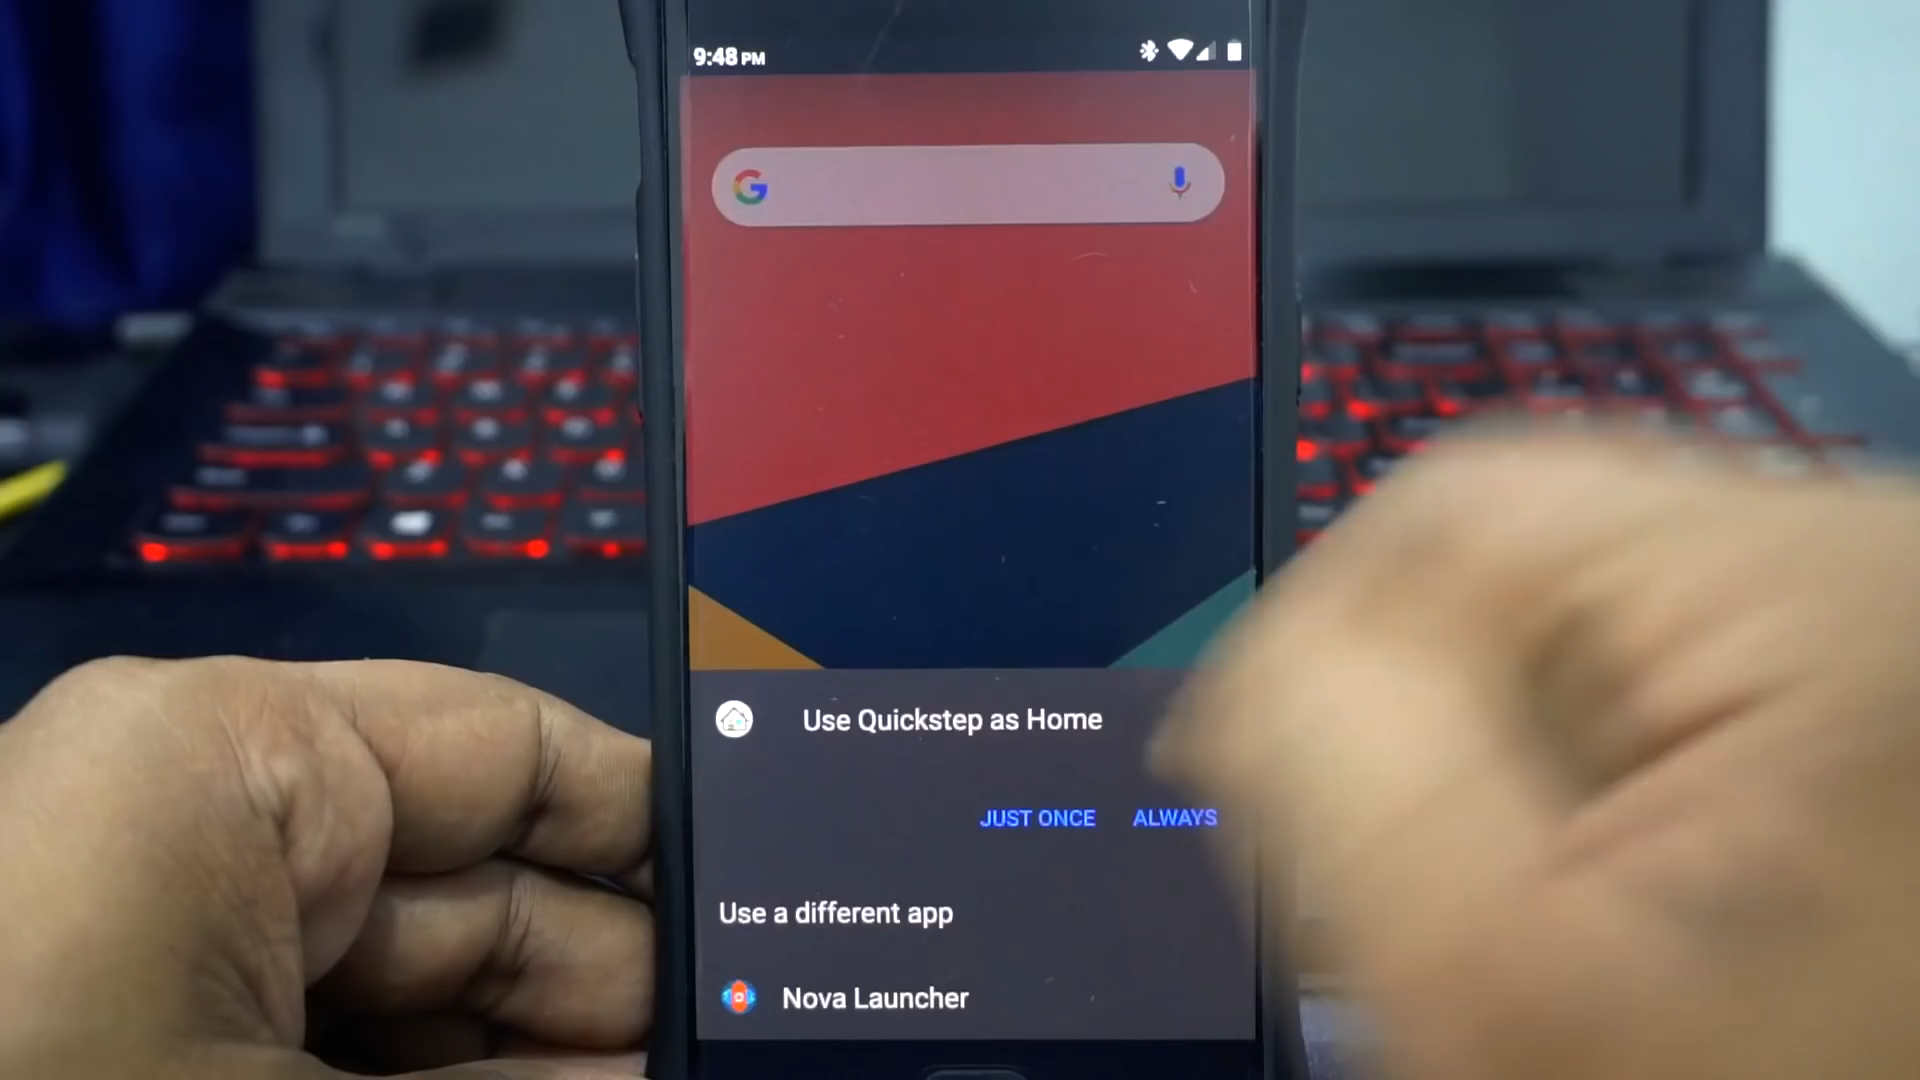 9:48 PM
G
Use Quickstep as Home
JUST ONCE ALWAYS
Use a different app
Nova Launcher